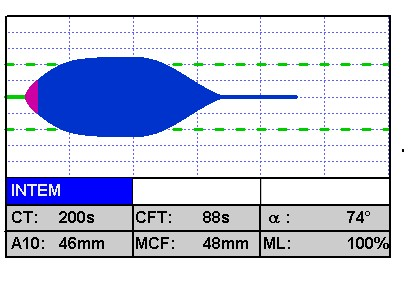 INTEM
CT: 200s CFT: 88s α : 74°
A10: 46mm MCF: 48mm ML: 100%